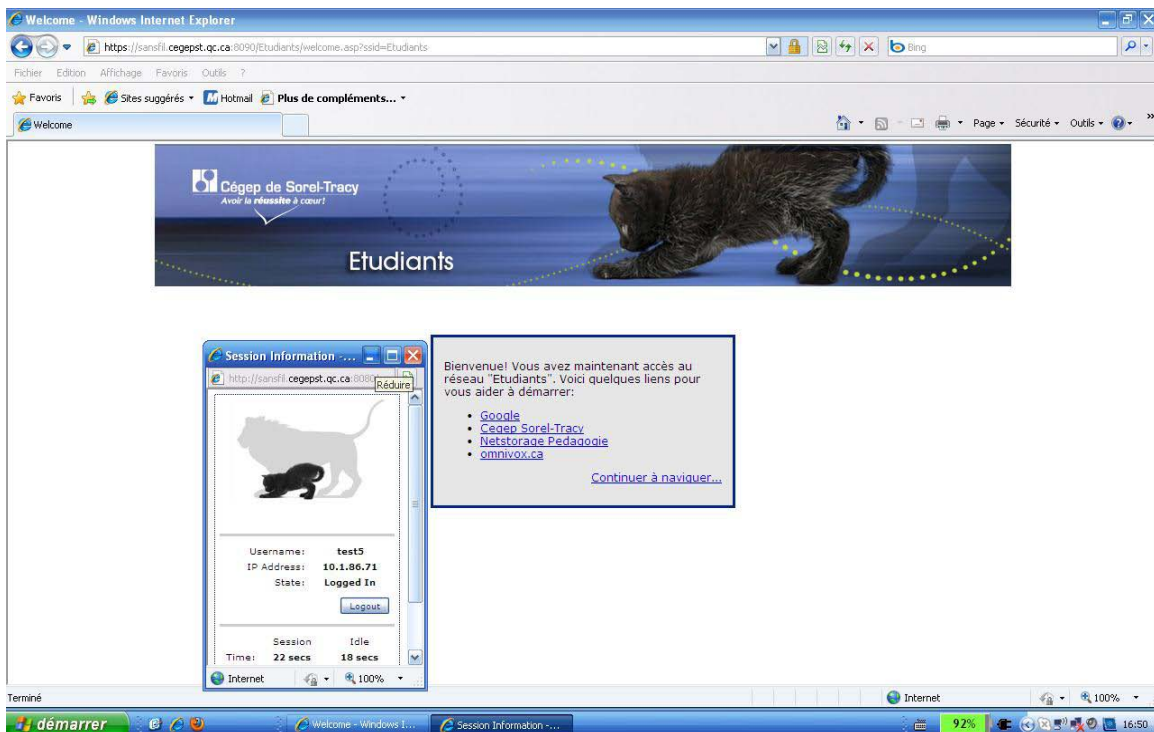 Welcome - Windows Internet Explorer
https://sansfil.cegepst.qc.ca:8090/Etudiants/welcome.asp?ssid=Etudiants
Bing
Fichier Edition Affichage Favoris Outils ?
Favoris Sites suggérés Hotmail Plus de compléments...
Welcome
Page Sécurité Outils
Cégep de Sorel-Tracy
Avoir la réussite à cœur!
Etudiants
Session Information -...
http://sansfil.cegepst.qc.ca:8080/
Réduire
Username: test5
IP Address: 10.1.86.71
State: Logged In
Logout
Session Idle
Time: 22 secs 18 secs
Internet 100%
Bienvenue! Vous avez maintenant accès au
réseau "Etudiants". Voici quelques liens pour
vous aider à démarrer:
Google
Cegep Sorel-Tracy
Netstorage Pedagogie
omnivox.ca
Continuer à naviguer...
Terminé
Internet 100%
démarrer Welcome - Windows I... Session Information -... 92% 16:50